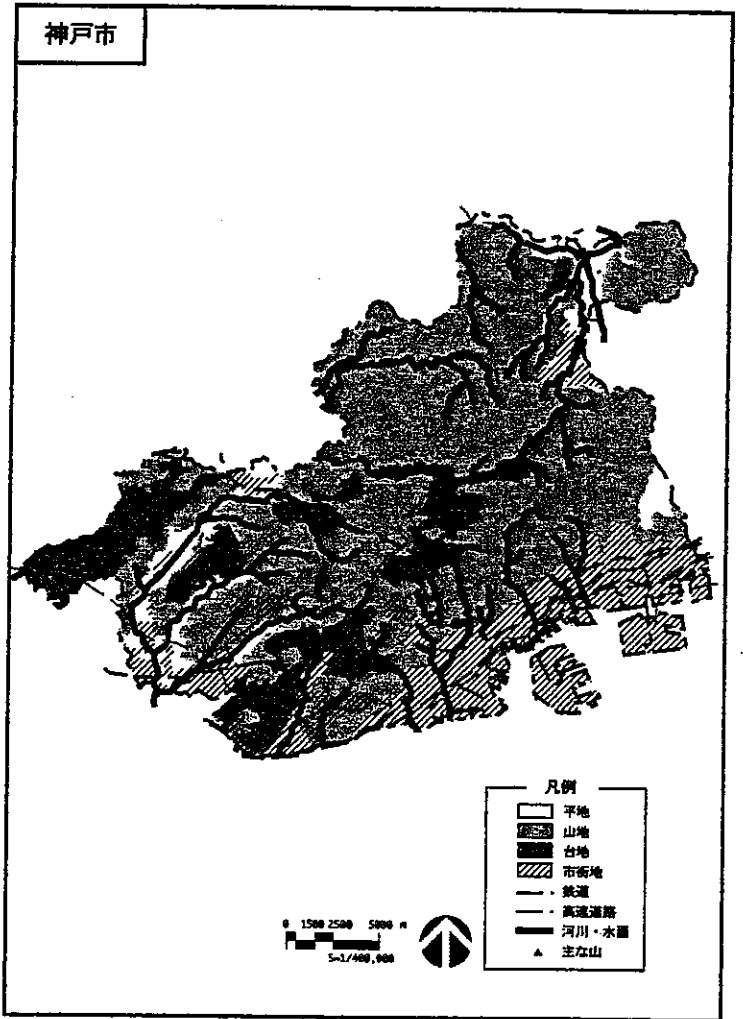 神戸市
凡例
平地
山地
台地
市街地
鉄道
高速道路
河川・水面
主な山
0 1500 2500 5000 m
S=1/400,000